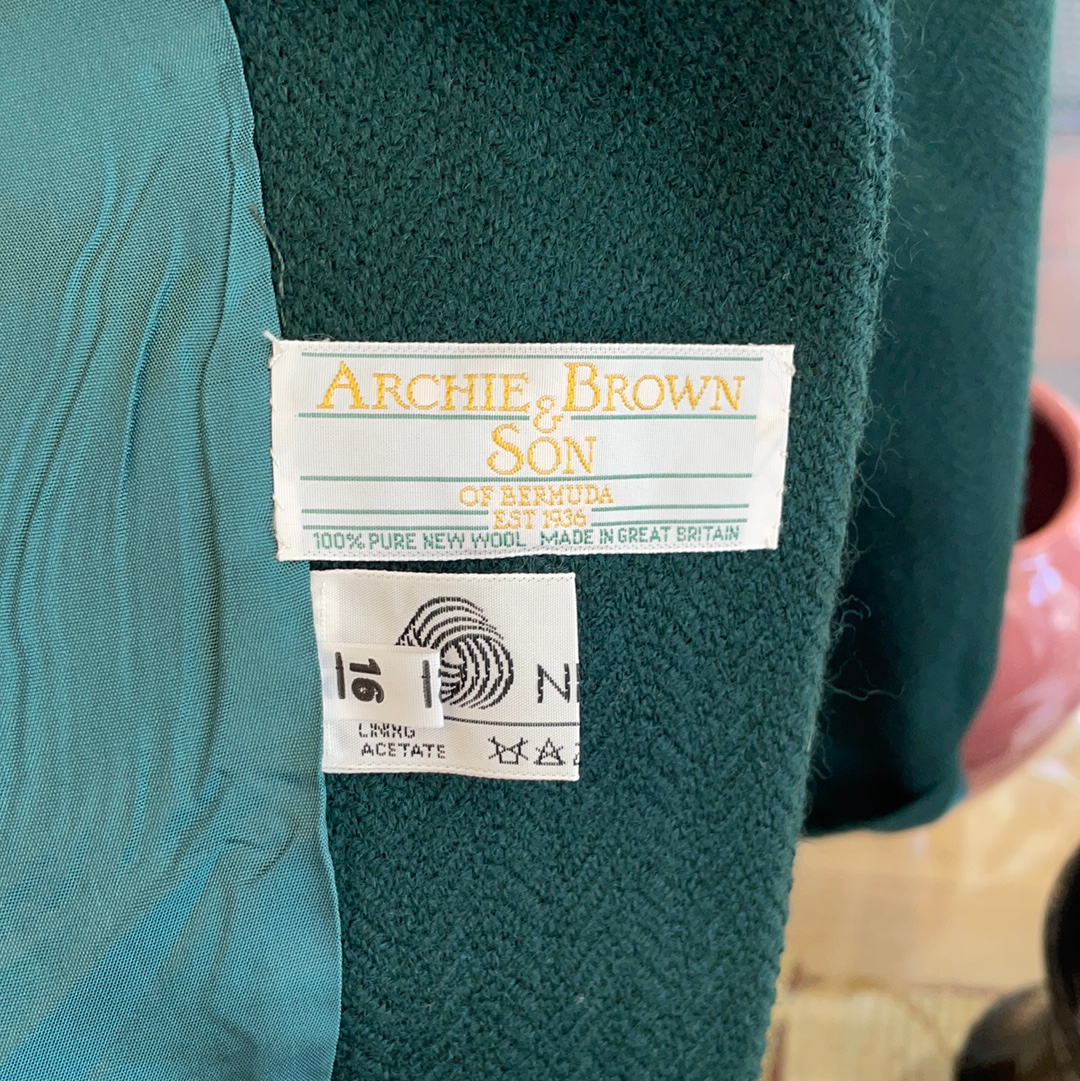 ARCHIE BROWN
&
SON
OF BERMUDA
EST 1936
100% PURE NEW WOOL MADE IN GREAT BRITAIN
16
LINING
ACETATE